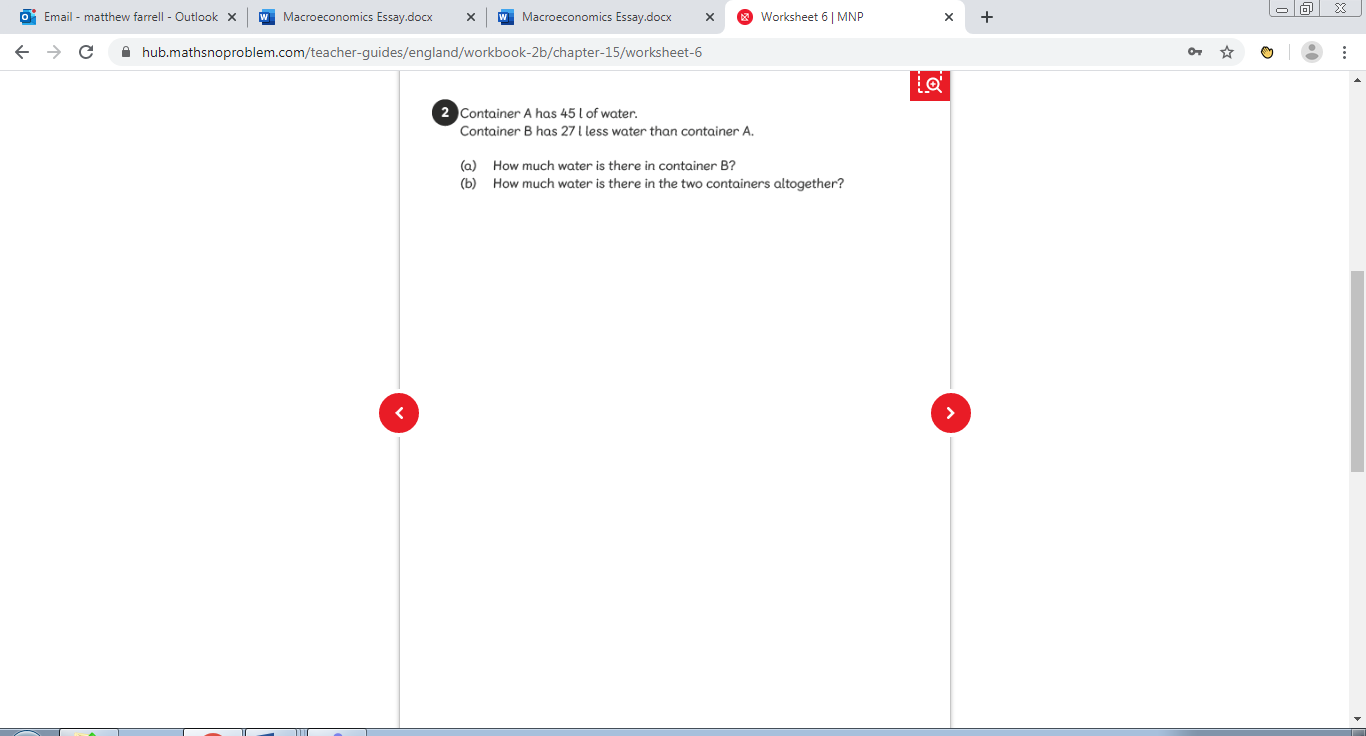 Email - matthew farrell - Outlook
Macroeconomics Essay.docx
Macroeconomics Essay.docx
Worksheet 6 | MNP
hub.mathsnoproblem.com/teacher-guides/england/workbook-2b/chapter-15/worksheet-6
2 Container A has 45 l of water.
Container B has 27 l less water than container A.
(a) How much water is there in container B?
(b) How much water is there in the two containers altogether?